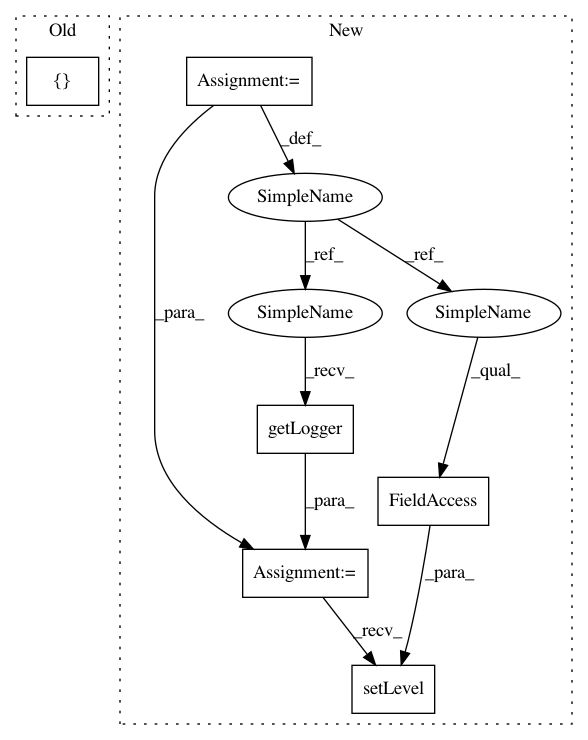 Old
New
{}
Assignment:=
_def_
SimpleName
_ref_
_ref_
_para_
SimpleName
SimpleName
_recv_
_qual_
getLogger
FieldAccess
_para_
Assignment:=
_para_
_recv_
setLevel